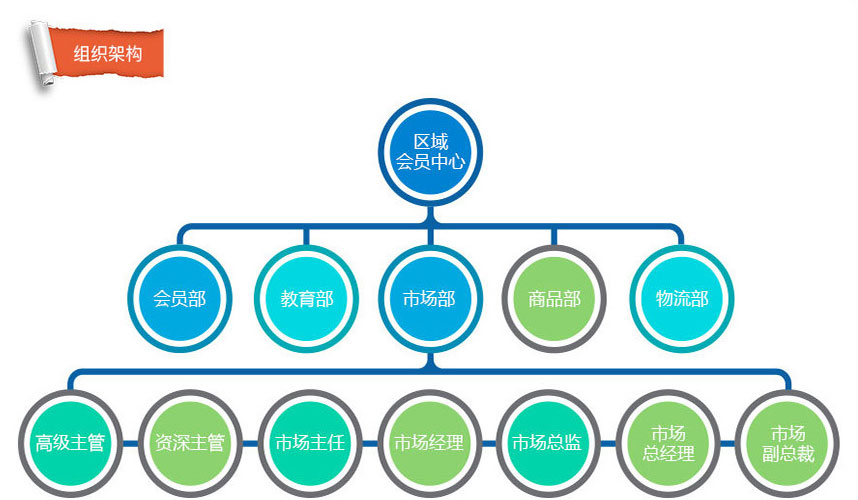 组织架构
区域
会员中心
会员部
教育部
市场部
商品部
物流部
高级主管
资深主管
市场主任
市场经理
市场总监
市场
总经理
市场
副总裁